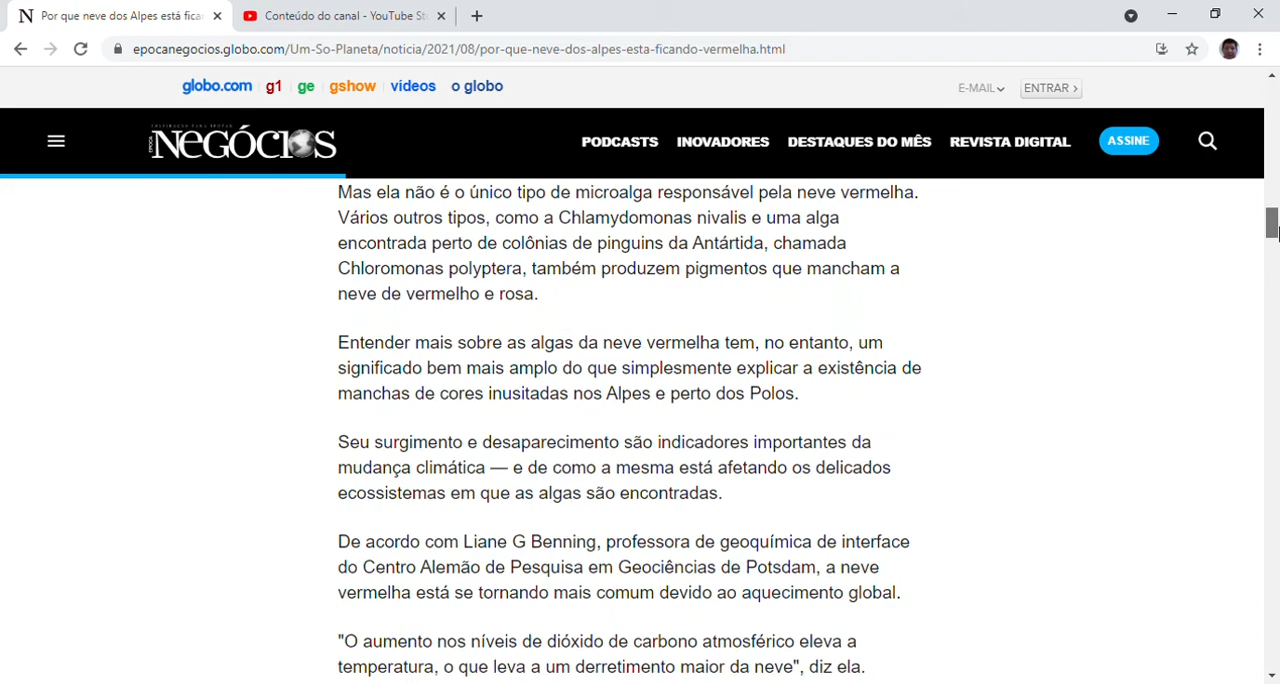 N Por que neve dos Alpes está fica
Conteúdo do canal - YouTube St
epocanegocios.globo.com/Um-So-Planeta/noticia/2021/08/por-que-neve-dos-alpes-esta-ficando-vermelha.html
globo.com g1 ge gshow vídeos o globo
E-MAIL ENTRAR >
NEGÓCIOS
PODCASTS INOVADORES DESTAQUES DO MÊS REVISTA DIGITAL ASSINE
Mas ela não é o único tipo de microalga responsável pela neve vermelha.
Vários outros tipos, como a Chlamydomonas nivalis e uma alga
encontrada perto de colônias de pinguins da Antártida, chamada
Chloromonas polyptera, também produzem pigmentos que mancham a
neve de vermelho e rosa.
Entender mais sobre as algas da neve vermelha tem, no entanto, um
significado bem mais amplo do que simplesmente explicar a existência de
manchas de cores inusitadas nos Alpes e perto dos Polos.
Seu surgimento e desaparecimento são indicadores importantes da
mudança climática — e de como a mesma está afetando os delicados
ecossistemas em que as algas são encontradas.
De acordo com Liane G Benning, professora de geoquímica de interface
do Centro Alemão de Pesquisa em Geociências de Potsdam, a neve
vermelha está se tornando mais comum devido ao aquecimento global.
"O aumento nos níveis de dióxido de carbono atmosférico eleva a
temperatura, o que leva a um derretimento maior da neve", diz ela.